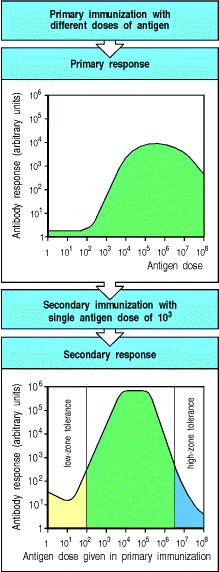 Primary immunization with
different doses of antigen
Primary response
Antibody response (arbitrary units)
10⁶
10⁵
10⁴
10³
10²
10¹
1
1 10 10² 10³ 10⁴ 10⁵ 10⁶ 10⁷ 10⁸
Antigen dose
Secondary immunization with
single antigen dose of 10³
Secondary response
Antibody response (arbitrary units)
10⁶
10⁵
10⁴
10³
10²
10¹
1
low-zone tolerance
high-zone tolerance
1 10 10² 10³ 10⁴ 10⁵ 10⁶ 10⁷ 10⁸
Antigen dose given in primary immunization